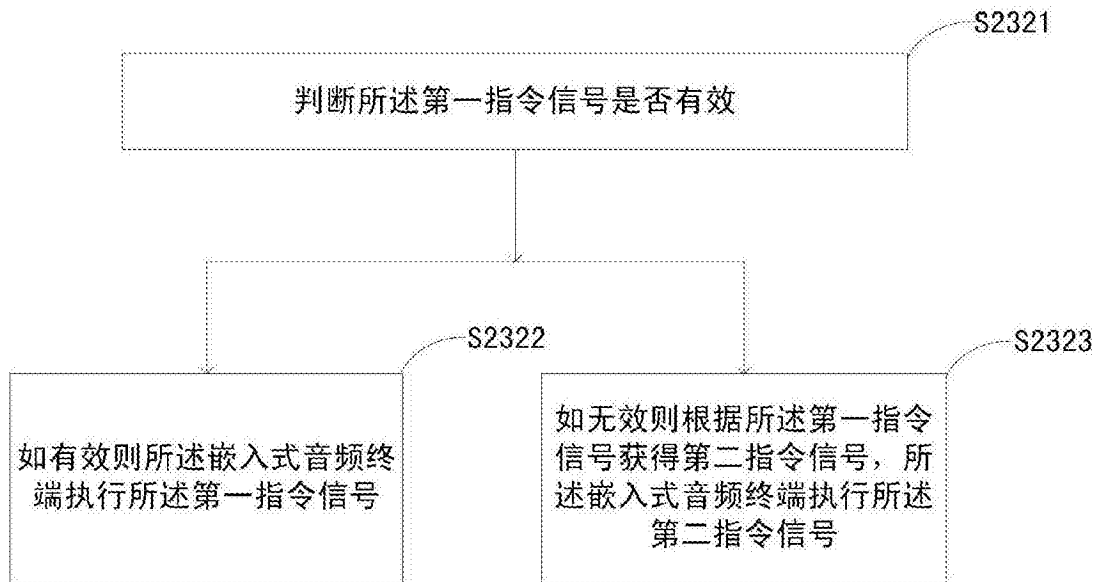 S2321
判断所述第一指令信号是否有效
S2322
S2323
如有效则所述嵌入式音频终
端执行所述第一指令信号
如无效则根据所述第一指令
信号获得第二指令信号，所
述嵌入式音频终端执行所述
第二指令信号